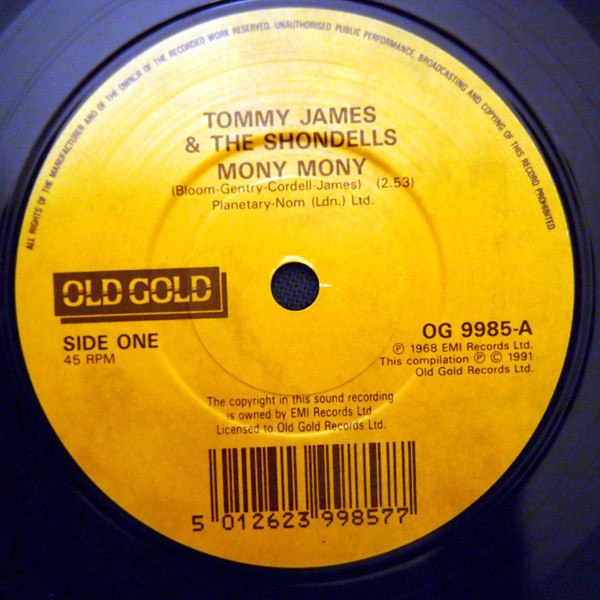 ALL RIGHTS OF THE MANUFACTURER AND OF THE OWNER OF THE RECORDED WORK RESERVED. UNAUTHORISED PUBLIC PERFORMANCE, BROADCASTING AND COPYING OF THIS RECORD PROHIBITED.
TOMMY JAMES
& THE SHONDELLS
MONY MONY
(Bloom-Gentry-Cordell-James) (2.53)
Planetary-Nom (Ldn.) Ltd.
OLD GOLD
SIDE ONE
45 RPM
OG 9985-A
Ⓟ 1968 EMI Records Ltd.
This compilation Ⓟ © 1991
Old Gold Records Ltd.
The copyright in this sound recording
is owned by EMI Records Ltd.
Licensed to Old Gold Records Ltd.
5 012623 998577